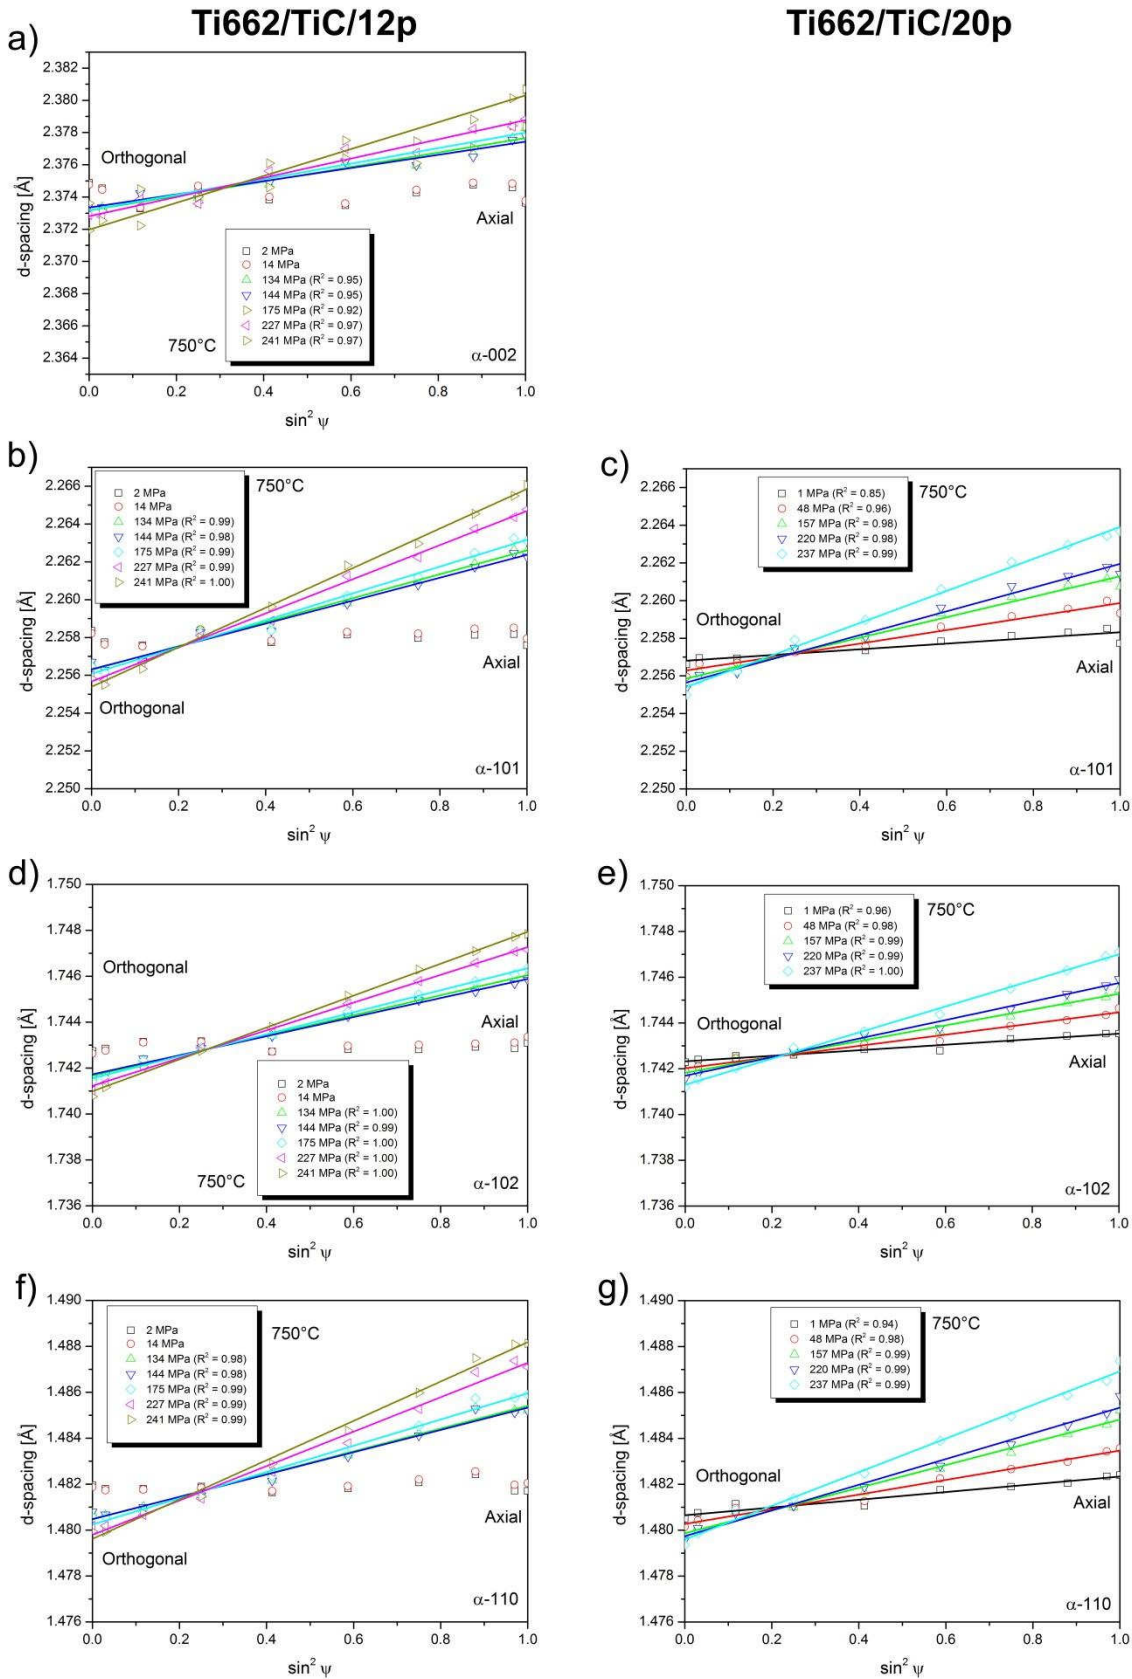 Ti662/TiC/12p
Ti662/TiC/20p
a)
2.382
2.380
2.378
2.376
2.374
2.372
2.370
2.368
2.366
2.364
d-spacing [Å]
Orthogonal
Axial
2 MPa
14 MPa
134 MPa (R² = 0.95)
144 MPa (R² = 0.95)
175 MPa (R² = 0.92)
227 MPa (R² = 0.97)
241 MPa (R² = 0.97)
750°C
α-002
0.0 0.2 0.4 0.6 0.8 1.0
sin² ψ
b)
2.266
2.264
2.262
2.260
2.258
2.256
2.254
2.252
2.250
d-spacing [Å]
2 MPa
14 MPa
134 MPa (R² = 0.99)
144 MPa (R² = 0.98)
175 MPa (R² = 0.99)
227 MPa (R² = 0.99)
241 MPa (R² = 1.00)
750°C
Axial
Orthogonal
α-101
0.0 0.2 0.4 0.6 0.8 1.0
sin² ψ
c)
2.266
2.264
2.262
2.260
2.258
2.256
2.254
2.252
2.250
d-spacing [Å]
1 MPa (R² = 0.85)
48 MPa (R² = 0.96)
157 MPa (R² = 0.98)
220 MPa (R² = 0.98)
237 MPa (R² = 0.99)
750°C
Orthogonal
Axial
α-101
0.0 0.2 0.4 0.6 0.8 1.0
sin² ψ
d)
1.750
1.748
1.746
1.744
1.742
1.740
1.738
1.736
d-spacing [Å]
Orthogonal
Axial
2 MPa
14 MPa
134 MPa (R² = 1.00)
144 MPa (R² = 0.99)
175 MPa (R² = 1.00)
227 MPa (R² = 1.00)
241 MPa (R² = 1.00)
750°C
α-102
0.0 0.2 0.4 0.6 0.8 1.0
sin² ψ
e)
1.750
1.748
1.746
1.744
1.742
1.740
1.738
1.736
d-spacing [Å]
1 MPa (R² = 0.96)
48 MPa (R² = 0.98)
157 MPa (R² = 0.99)
220 MPa (R² = 0.99)
237 MPa (R² = 1.00)
750°C
Orthogonal
Axial
α-102
0.0 0.2 0.4 0.6 0.8 1.0
sin² ψ
f)
1.490
1.488
1.486
1.484
1.482
1.480
1.478
1.476
d-spacing [Å]
2 MPa
14 MPa
134 MPa (R² = 0.98)
144 MPa (R² = 0.98)
175 MPa (R² = 0.99)
227 MPa (R² = 0.99)
241 MPa (R² = 0.99)
750°C
Axial
Orthogonal
α-110
0.0 0.2 0.4 0.6 0.8 1.0
sin² ψ
g)
1.490
1.488
1.486
1.484
1.482
1.480
1.478
1.476
d-spacing [Å]
1 MPa (R² = 0.94)
48 MPa (R² = 0.98)
157 MPa (R² = 0.99)
220 MPa (R² = 0.99)
237 MPa (R² = 0.99)
750°C
Orthogonal
Axial
α-110
0.0 0.2 0.4 0.6 0.8 1.0
sin² ψ